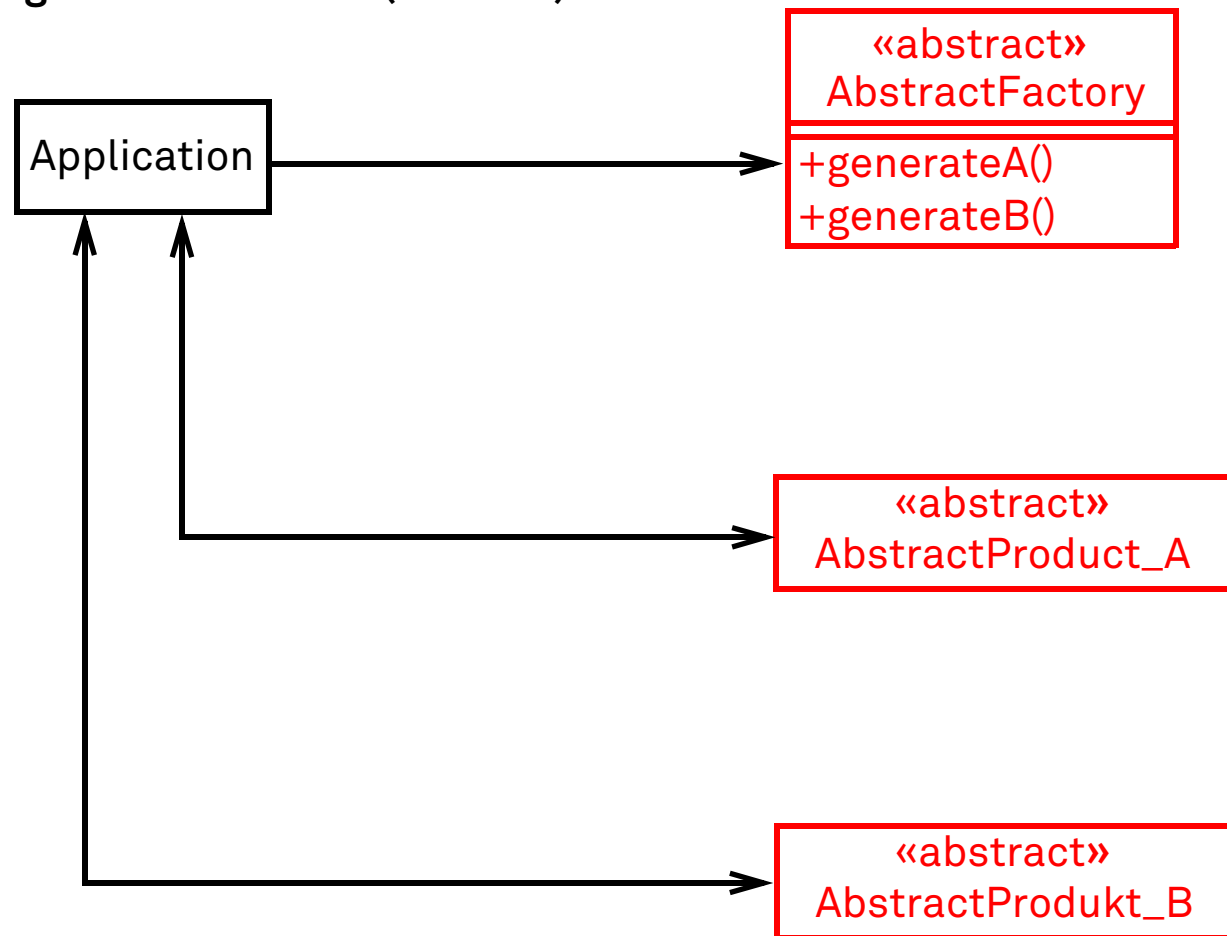 «abstract»
AbstractFactory
Application
+generateA()
+generateB()
«abstract»
AbstractProduct_A
«abstract»
AbstractProdukt_B